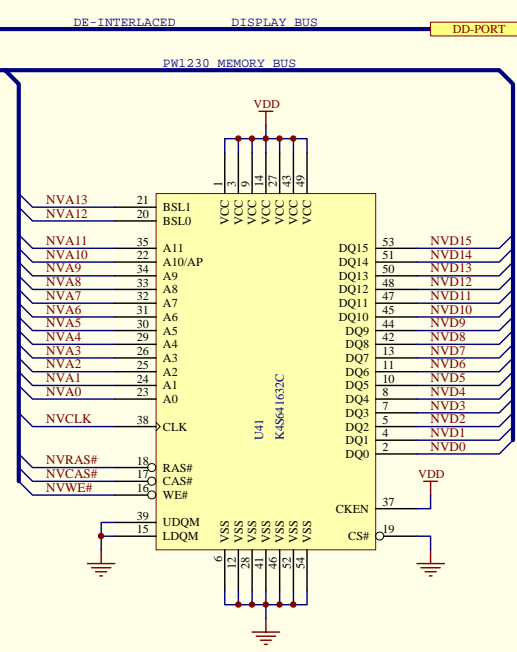 DE-INTERLACED DISPLAY BUS
DD-PORT
PW1230 MEMORY BUS
VDD
1 3 9 14 27 43 49
VCC VCC VCC VCC VCC VCC VCC
NVA13 21 BSL1
NVA12 20 BSL0
NVA11 35 A11 DQ15 53 NVD15
NVA10 22 A10/AP DQ14 51 NVD14
NVA9 34 A9 DQ13 50 NVD13
NVA8 33 A8 DQ12 48 NVD12
NVA7 32 A7 DQ11 47 NVD11
NVA6 31 A6 DQ10 45 NVD10
NVA5 30 A5 DQ9 44 NVD9
NVA4 29 A4 DQ8 42 NVD8
NVA3 26 A3 DQ7 13 NVD7
NVA2 25 A2 DQ6 11 NVD6
NVA1 24 A1 DQ5 10 NVD5
NVA0 23 A0 DQ4 8 NVD4
DQ3 7 NVD3
NVCLK 38 CLK DQ2 5 NVD2
DQ1 4 NVD1
DQ0 2 NVD0
U41
K4S641632C
NVRAS# 18 RAS#
NVCAS# 17 CAS#
NVWE# 16 WE#
VDD
CKEN 37
39 UDQM
15 LDQM
CS# 19
VSS VSS VSS VSS VSS VSS VSS
6 12 28 41 46 52 54